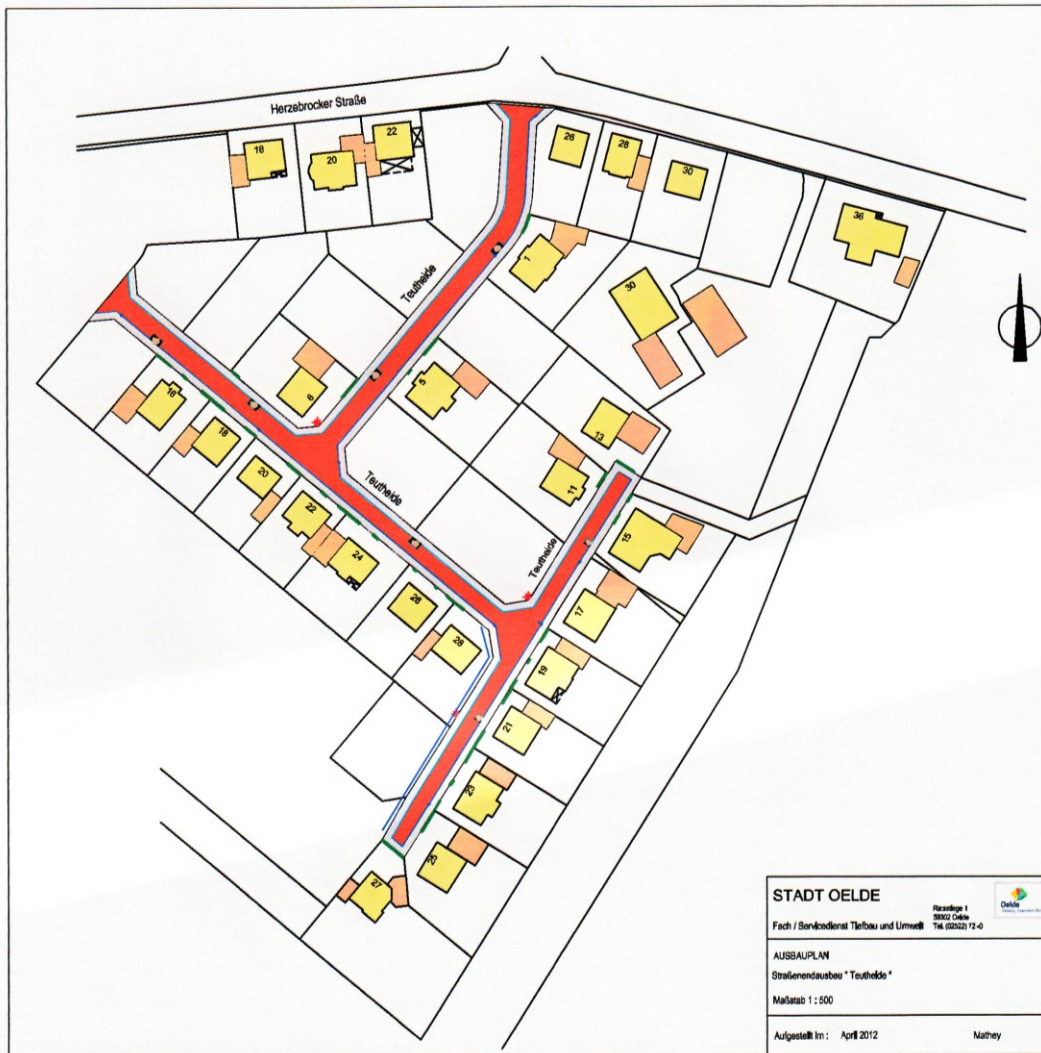 Herzebrocker Straße
18
20
22
26
28
30
36
1
30
Teutheide
6
5
13
11
16
18
20
22
24
26
28
Teutheide
Teutheide
15
17
19
21
23
25
27
STADT OELDE
Fach / Servicedienst Tiefbau und Umwelt
59302 Oelde
Tel. (02522) 72 -0
Oelde
AUSBAUPLAN
Straßenendausbau " Teutheide "
Maßstab 1 : 500
Aufgestellt im : April 2012 Mathey